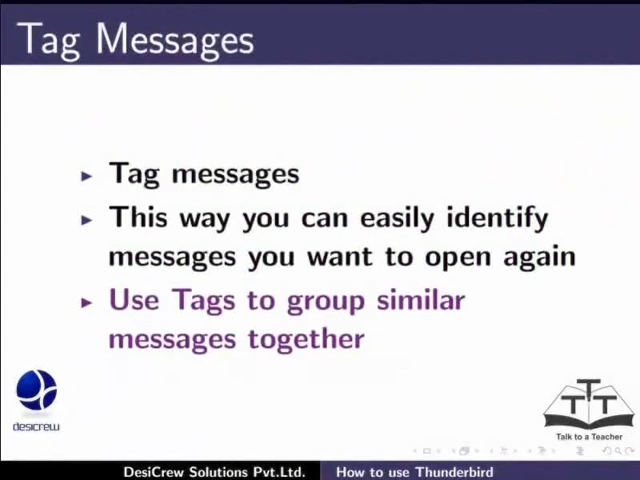 Tag Messages
Tag messages
This way you can easily identify
messages you want to open again
Use Tags to group similar
messages together
desicrew
TTT
Talk to a Teacher
DesiCrew Solutions Pvt.Ltd. How to use Thunderbird